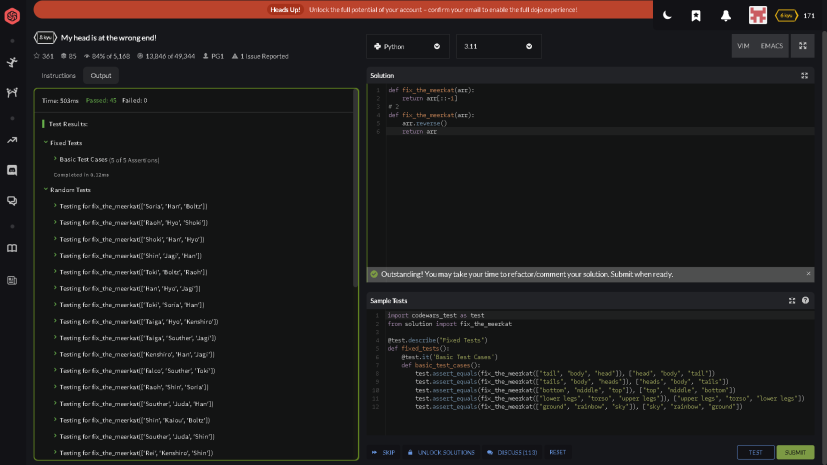 Heads Up! Unlock the full potential of your account – confirm your email to enable the full dojo experience!
6 kyu 171
8 kyu My head is at the wrong end!
361 85 84% of 5,168 13,846 of 49,344 PG1 1 Issue Reported
Instructions Output
Time: 503ms Passed: 45 Failed: 0
Test Results:
Fixed Tests
Basic Test Cases (5 of 5 Assertions)
Completed in 0.22ms
Random Tests
Testing for fix_the_meerkat(['Soria', 'Han', 'Boltz'])
Testing for fix_the_meerkat(['Raoh', 'Hyo', 'Shoki'])
Testing for fix_the_meerkat(['Shoki', 'Han', 'Hyo'])
Testing for fix_the_meerkat(['Shin', 'Jagi', 'Han'])
Testing for fix_the_meerkat(['Toki', 'Boltz', 'Raoh'])
Testing for fix_the_meerkat(['Han', 'Hyo', 'Jagi'])
Testing for fix_the_meerkat(['Toki', 'Soria', 'Han'])
Testing for fix_the_meerkat(['Taiga', 'Hyo', 'Kenshiro'])
Testing for fix_the_meerkat(['Taiga', 'Souther', 'Jagi'])
Testing for fix_the_meerkat(['Kenshiro', 'Han', 'Jagi'])
Testing for fix_the_meerkat(['Falco', 'Souther', 'Toki'])
Testing for fix_the_meerkat(['Raoh', 'Shin', 'Soria'])
Testing for fix_the_meerkat(['Souther', 'Juda', 'Han'])
Testing for fix_the_meerkat(['Shin', 'Kaiou', 'Boltz'])
Testing for fix_the_meerkat(['Souther', 'Juda', 'Shin'])
Testing for fix_the_meerkat(['Rei', 'Kenshiro', 'Shin'])
Python 3.11 VIM EMACS
Solution
1 def fix_the_meerkat(arr):
2 return arr[::-1]
3 # 2
4 def fix_the_meerkat(arr):
5 arr.reverse()
6 return arr
Outstanding! You may take your time to refactor/comment your solution. Submit when ready. ×
Sample Tests
1 import codewars_test as test
2 from solution import fix_the_meerkat
3
4 @test.describe("Fixed Tests")
5 def fixed_tests():
6 @test.it('Basic Test Cases')
7 def basic_test_cases():
8 test.assert_equals(fix_the_meerkat(["tail", "body", "head"]), ["head", "body", "tail"])
9 test.assert_equals(fix_the_meerkat(["tails", "body", "heads"]), ["heads", "body", "tails"])
10 test.assert_equals(fix_the_meerkat(["bottom", "middle", "top"]), ["top", "middle", "bottom"])
11 test.assert_equals(fix_the_meerkat(["lower legs", "torso", "upper legs"]), ["upper legs", "torso", "lower legs"])
12 test.assert_equals(fix_the_meerkat(["ground", "rainbow", "sky"]), ["sky", "rainbow", "ground"])
SKIP UNLOCK SOLUTIONS DISCUSS (113) RESET TEST SUBMIT